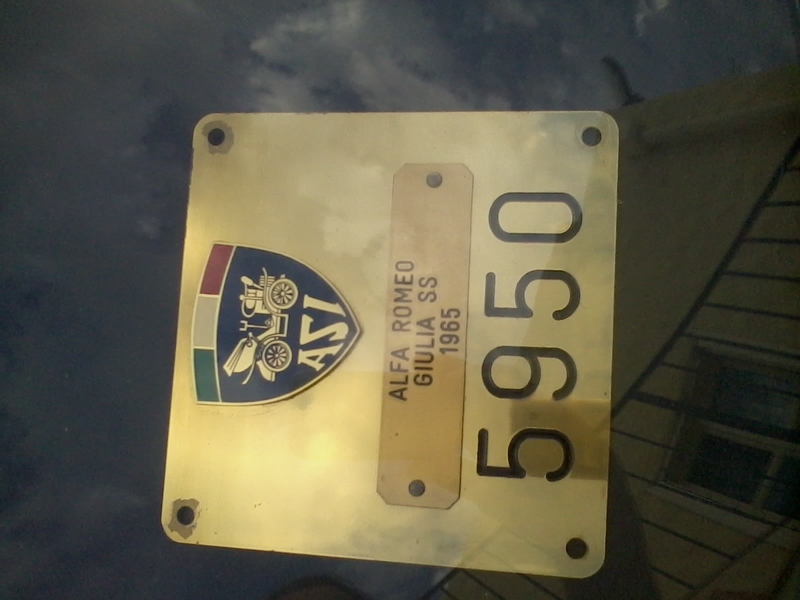 ASI
ALFA ROMEO
GIULIA SS
1965
5950